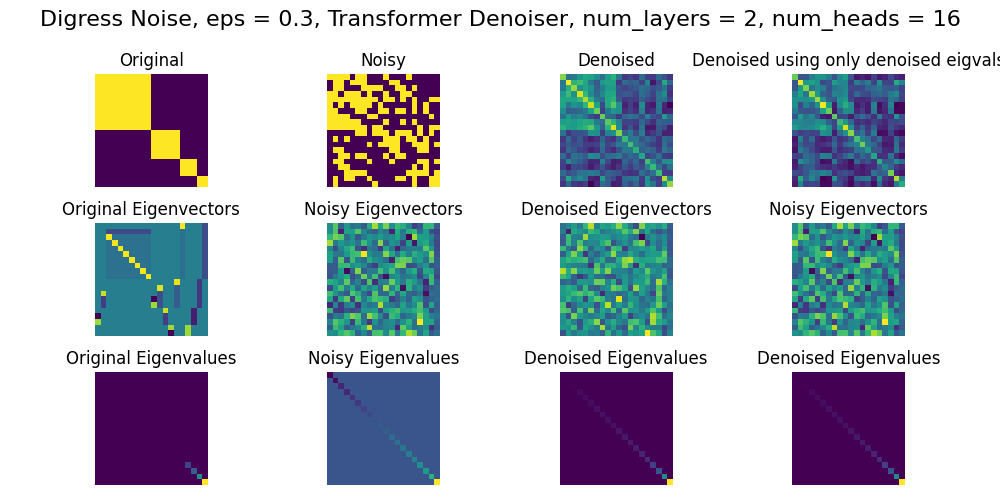 Digress Noise, eps = 0.3, Transformer Denoiser, num_layers = 2, num_heads = 16
Original
Noisy
Denoised
Denoised using only denoised eigvals
Original Eigenvectors
Noisy Eigenvectors
Denoised Eigenvectors
Noisy Eigenvectors
Original Eigenvalues
Noisy Eigenvalues
Denoised Eigenvalues
Denoised Eigenvalues